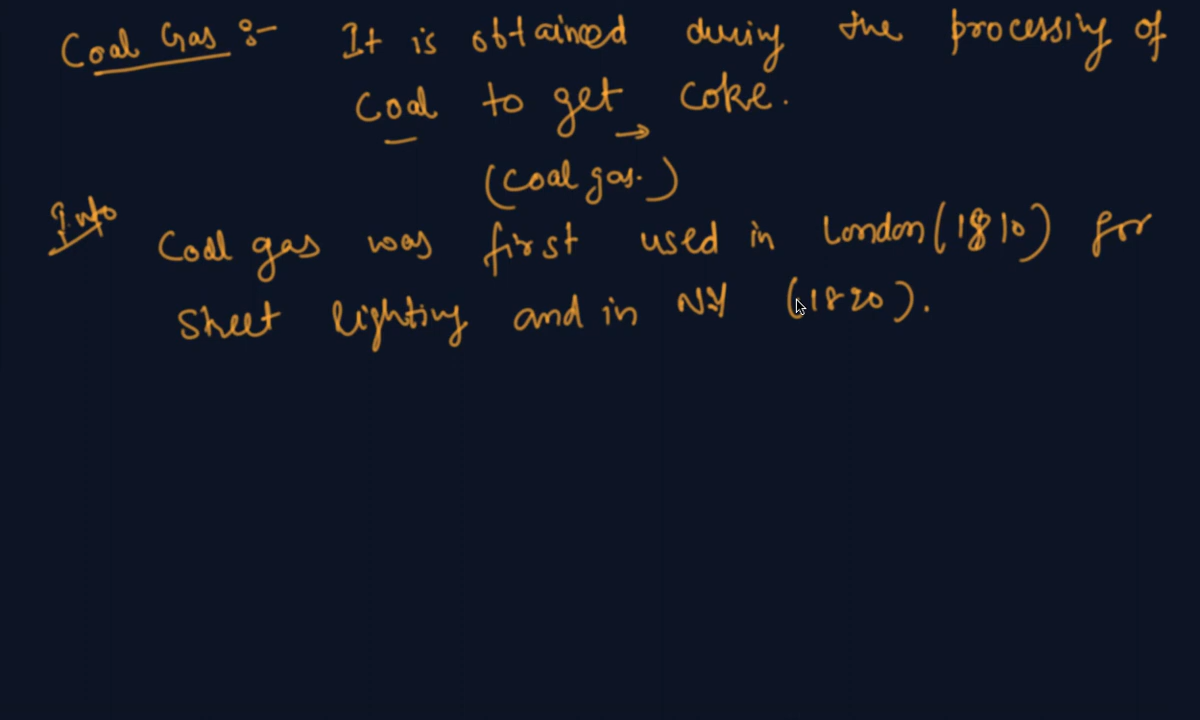 Coal Gas :- It is obtained during the processing of
Coal to get → coke.
(Coal gas.)
Info
Coal gas was first used in London (1810) for
street lighting and in NY (1820).